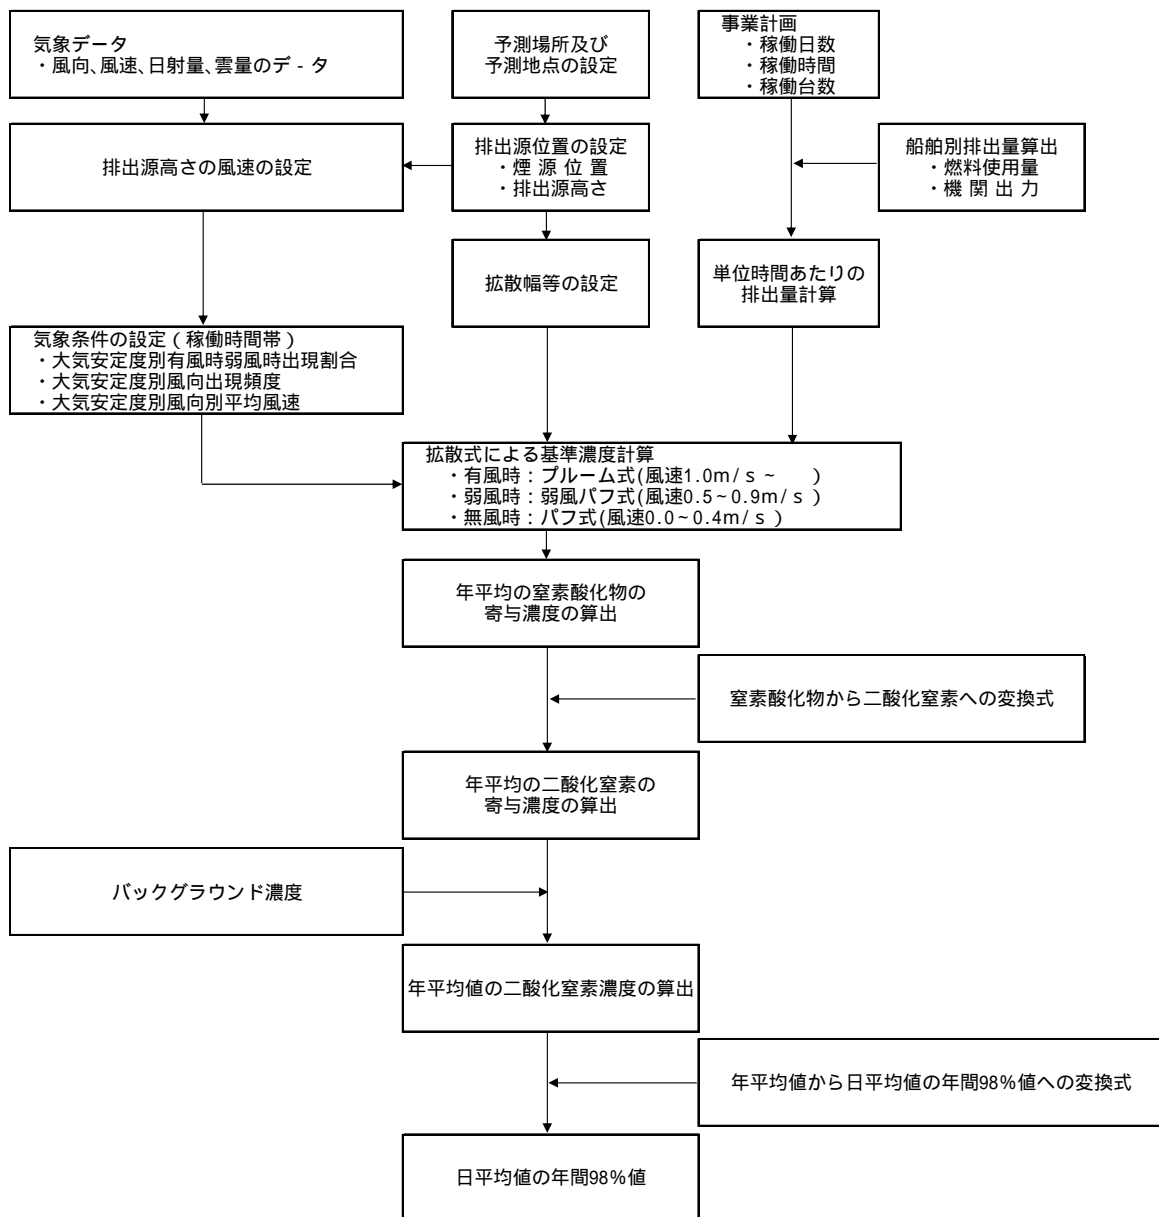 気象データ
・風向、風速、日射量、雲量のデ‐タ
予測場所及び
予測地点の設定
事業計画
・稼働日数
・稼働時間
・稼働台数
排出源高さの風速の設定
排出源位置の設定
・煙 源 位 置
・排出源高さ
船舶別排出量算出
・燃料使用量
・機 関 出 力
拡散幅等の設定
単位時間あたりの
排出量計算
気象条件の設定（稼働時間帯）
・大気安定度別有風時弱風時出現割合
・大気安定度別風向出現頻度
・大気安定度別風向別平均風速
拡散式による基準濃度計算
・有風時：プルーム式(風速1.0m/ｓ~　　)
・弱風時：弱風パフ式(風速0.5~0.9m/ｓ)
・無風時：パフ式(風速0.0~0.4m/ｓ)
年平均の窒素酸化物の
寄与濃度の算出
窒素酸化物から二酸化窒素への変換式
年平均の二酸化窒素の
寄与濃度の算出
バックグラウンド濃度
年平均値の二酸化窒素濃度の算出
年平均値から日平均値の年間98％値への変換式
日平均値の年間98％値